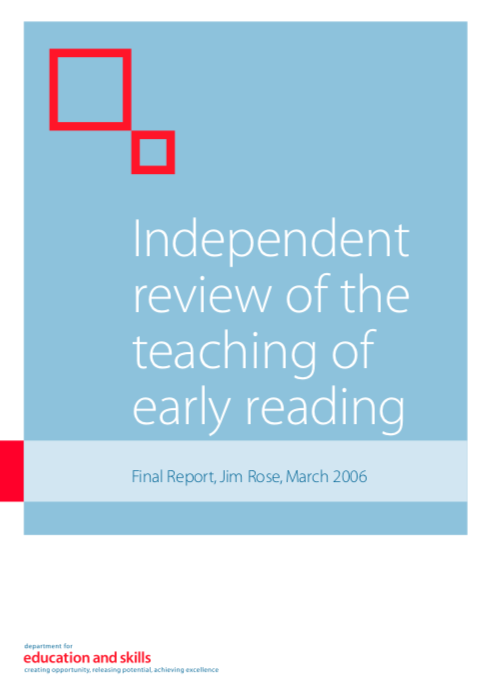 Independent
review of the
teaching of
early reading
Final Report, Jim Rose, March 2006
department for
education and skills
creating opportunity, releasing potential, achieving excellence